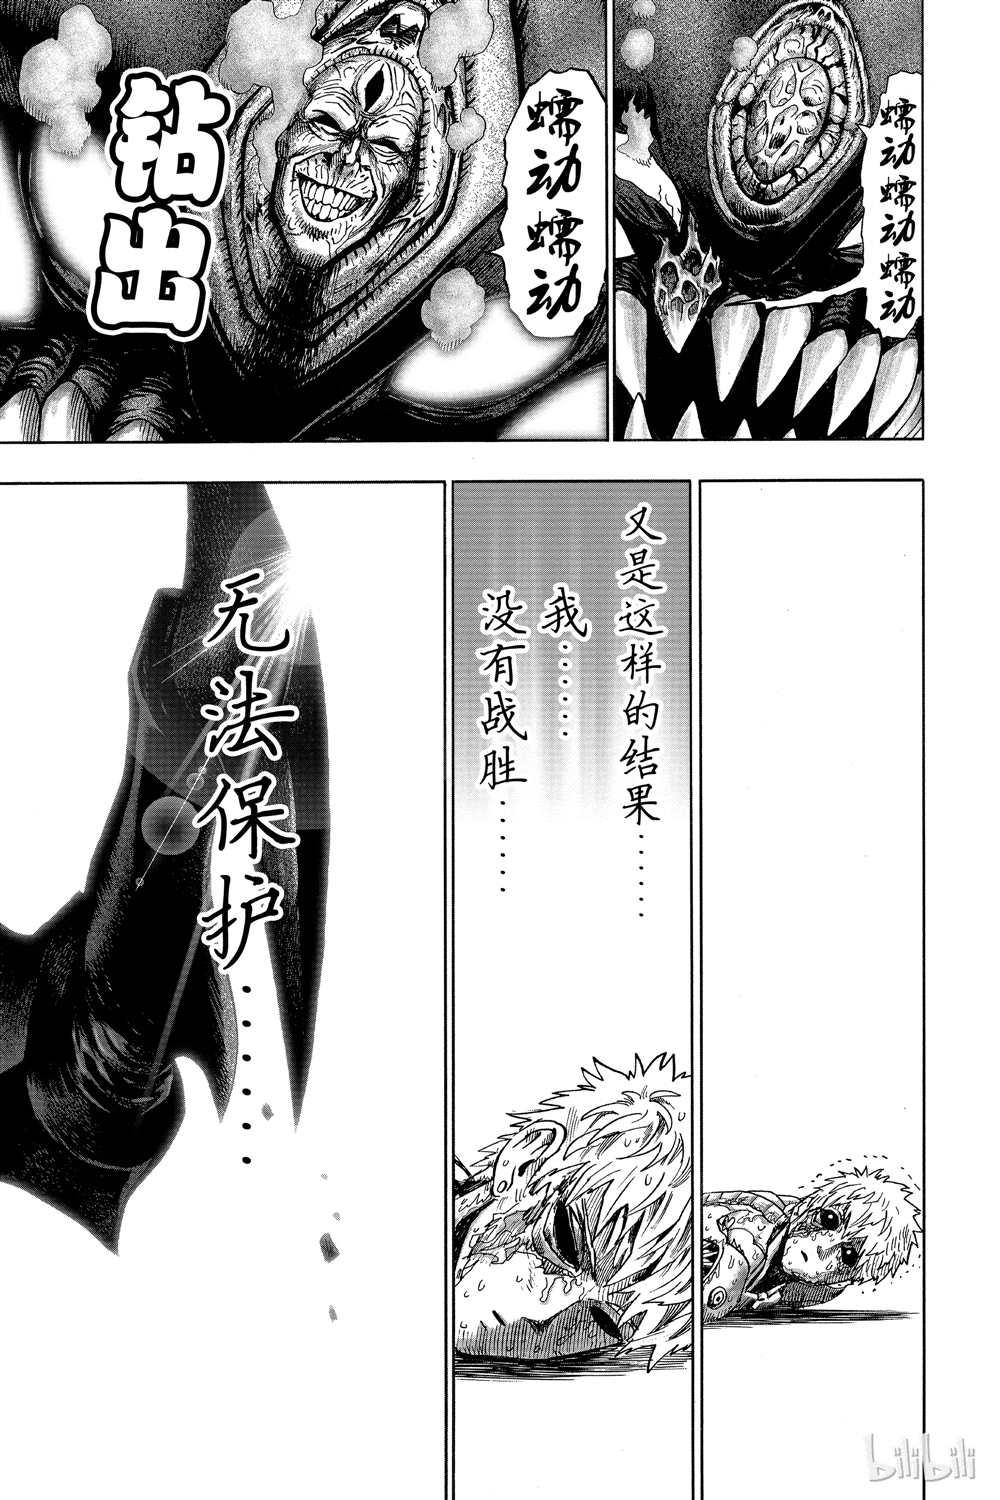 蠕动蠕动蠕动
蠕动蠕动
钻出
又是这样的结果……
我……
没有战胜……
无法保护………
bilibili